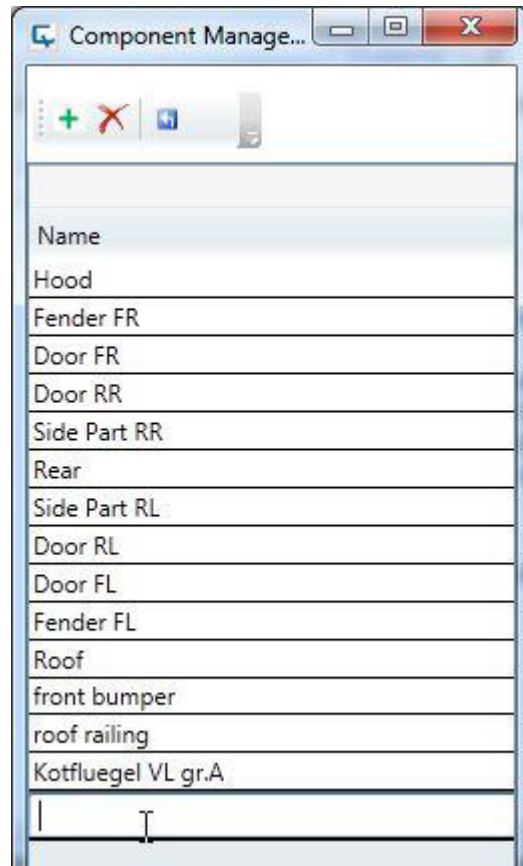 Component Manage...
Name
Hood
Fender FR
Door FR
Door RR
Side Part RR
Rear
Side Part RL
Door RL
Door FL
Fender FL
Roof
front bumper
roof railing
Kotfluegel VL gr.A